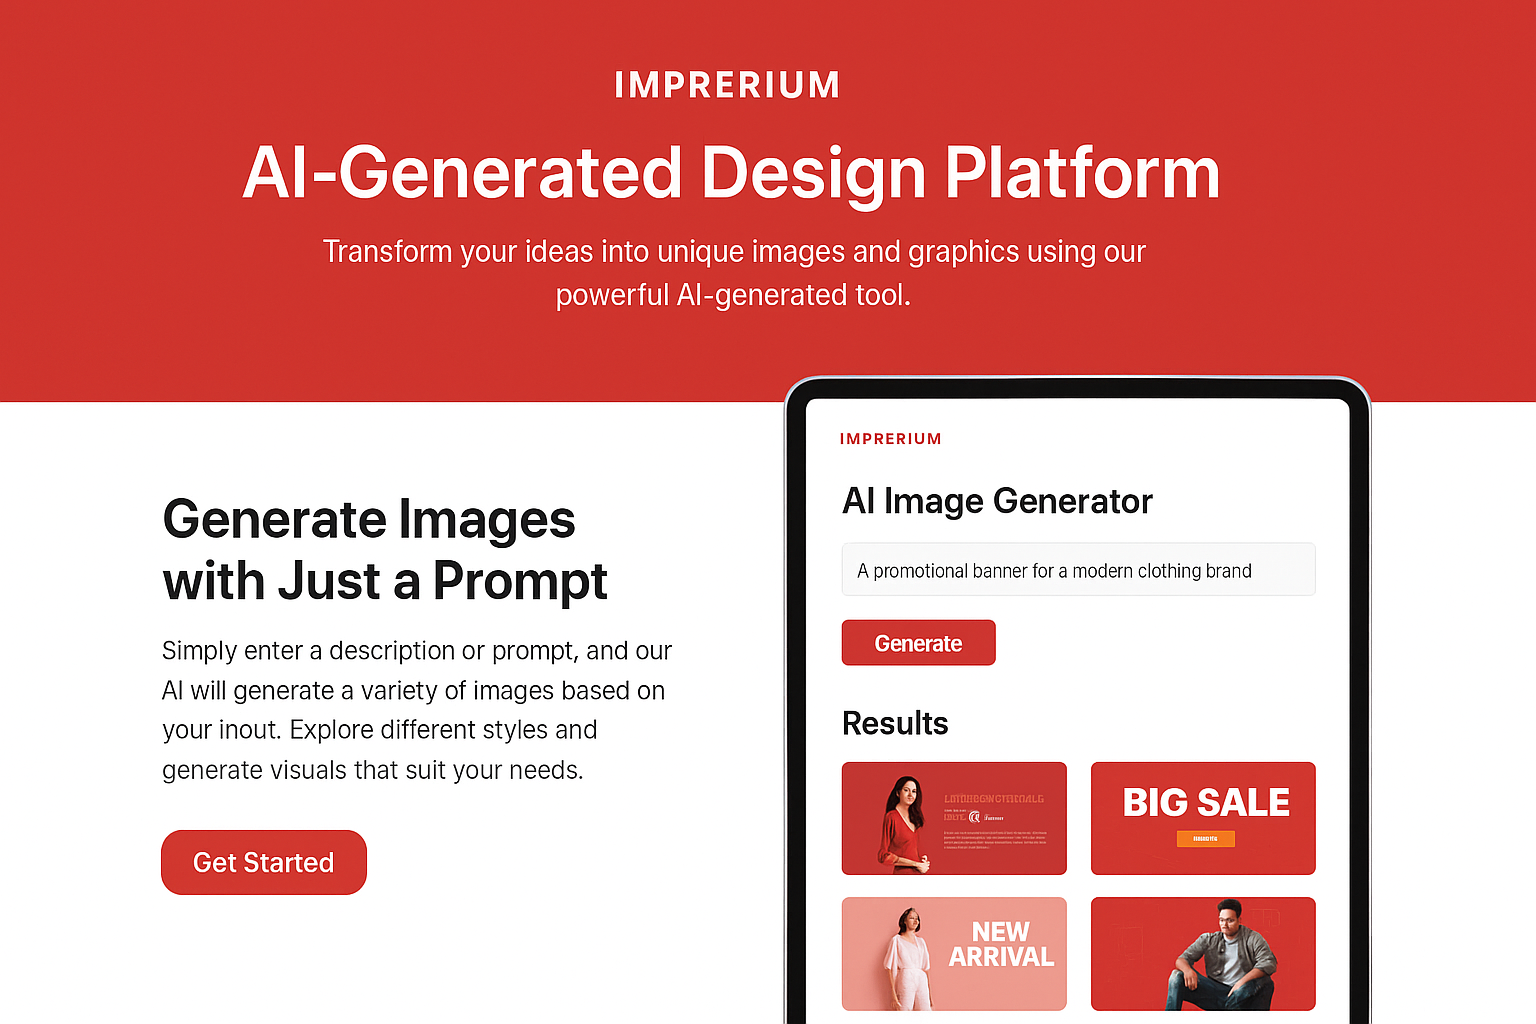 IMPRERIUM
AI-Generated Design Platform
Transform your ideas into unique images and graphics using our
powerful AI-generated tool.
Generate Images
with Just a Prompt
Simply enter a description or prompt, and our
AI will generate a variety of images based on
your inout. Explore different styles and
generate visuals that suit your needs.
Get Started
IMPRERIUM
AI Image Generator
A promotional banner for a modern clothing brand
Generate
Results
BIG SALE
NEW
ARRIVAL